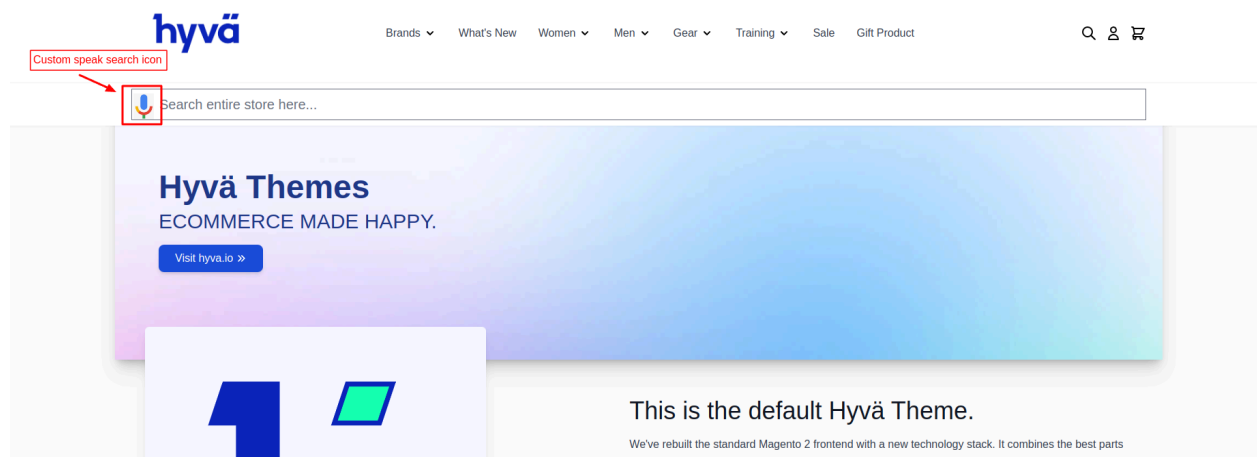 hyvä
Brands What's New Women Men Gear Training Sale Gift Product
Custom speak search icon
Search entire store here...
Hyvä Themes
ECOMMERCE MADE HAPPY.
Visit hyva.io »
This is the default Hyvä Theme.
We've rebuilt the standard Magento 2 frontend with a new technology stack. It combines the best parts